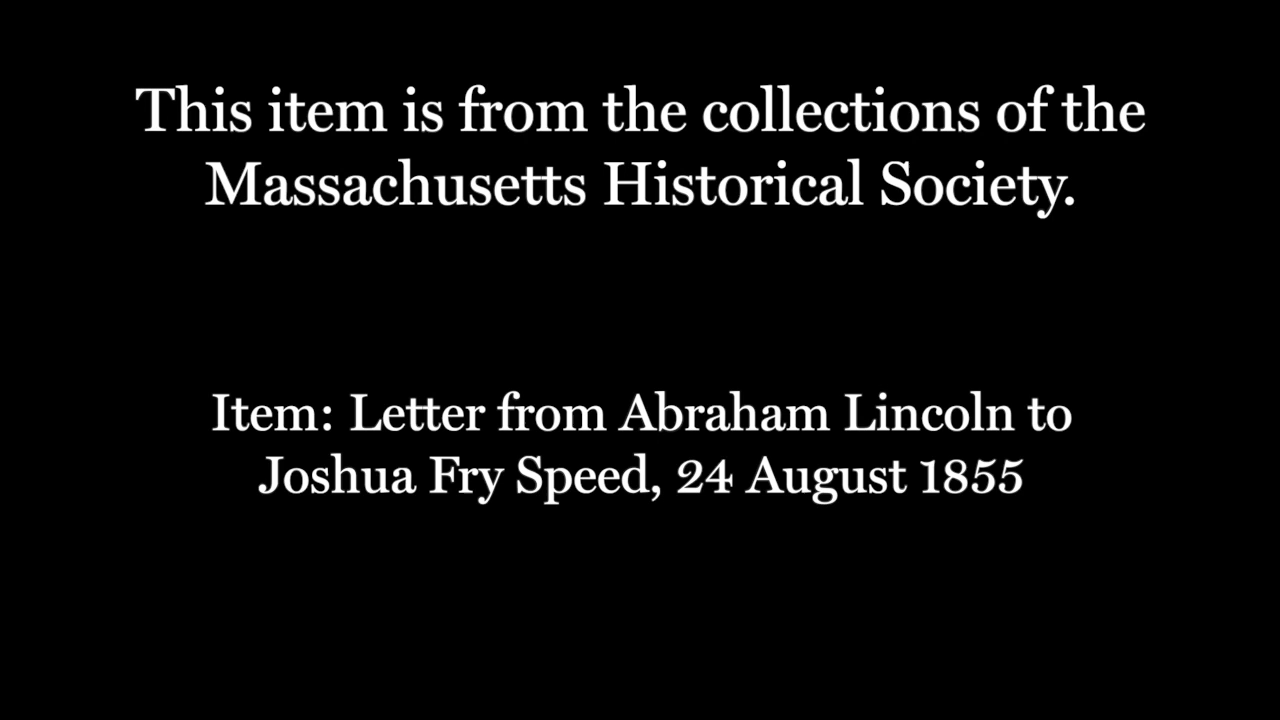 This item is from the collections of the
Massachusetts Historical Society.
Item: Letter from Abraham Lincoln to
Joshua Fry Speed, 24 August 1855